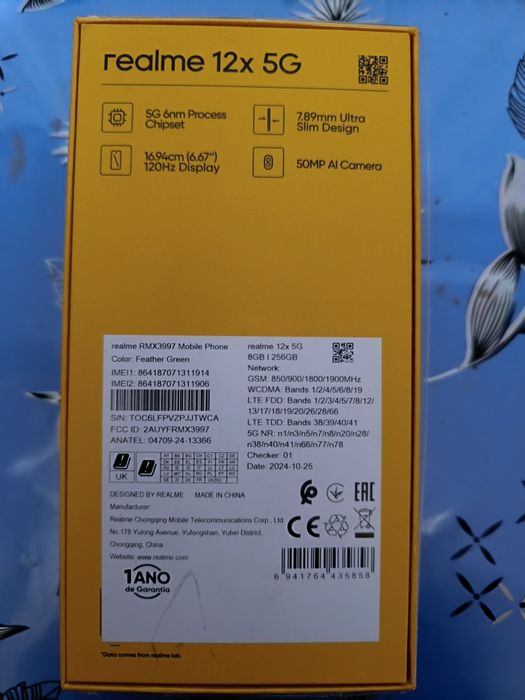 realme 12x 5G
5G 6nm Process
Chipset
7.89mm Ultra
Slim Design
16.94cm (6.67")
120Hz Display
50MP AI Camera
realme RMX3997 Mobile Phone
Color: Feather Green
IMEI1: 864187071311914
IMEI2: 864187071311906
S/N: TOC6LFPVZPJJTWCA
FCC ID: 2AUYFRMX3997
ANATEL: 04709-24-13366
UK
DESIGNED BY REALME MADE IN CHINA
Manufacturer:
Realme Chongqing Mobile Telecommunications Corp., Ltd.
No.178 Yulong Avenue, Yufengshan, Yubei District,
Chongqing, China
Website: www.realme.com
1 ANO
de Garantia
realme 12x 5G
8GB | 256GB
Network:
GSM: 850/900/1800/1900MHz
WCDMA: Bands 1/2/4/5/6/8/19
LTE FDD: Bands 1/2/3/4/5/7/8/12/
13/17/18/19/20/26/28/66
LTE TDD: Bands 38/39/40/41
5G NR: n1/n3/n5/n7/n8/n20/n28/
n38/n40/n41/n66/n77/n78
Checker: 01
Date: 2024-10-25
EAC
CE
6 941764 435858
*Data comes from realme lab.